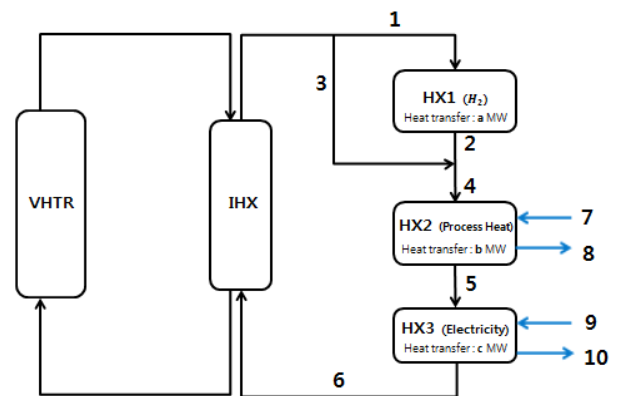 1
3
HX1 (H₂)
Heat transfer : a MW
2
VHTR
IHX
4
HX2 (Process Heat)
Heat transfer : b MW
7
8
5
HX3 (Electricity)
Heat transfer : c MW
9
10
6